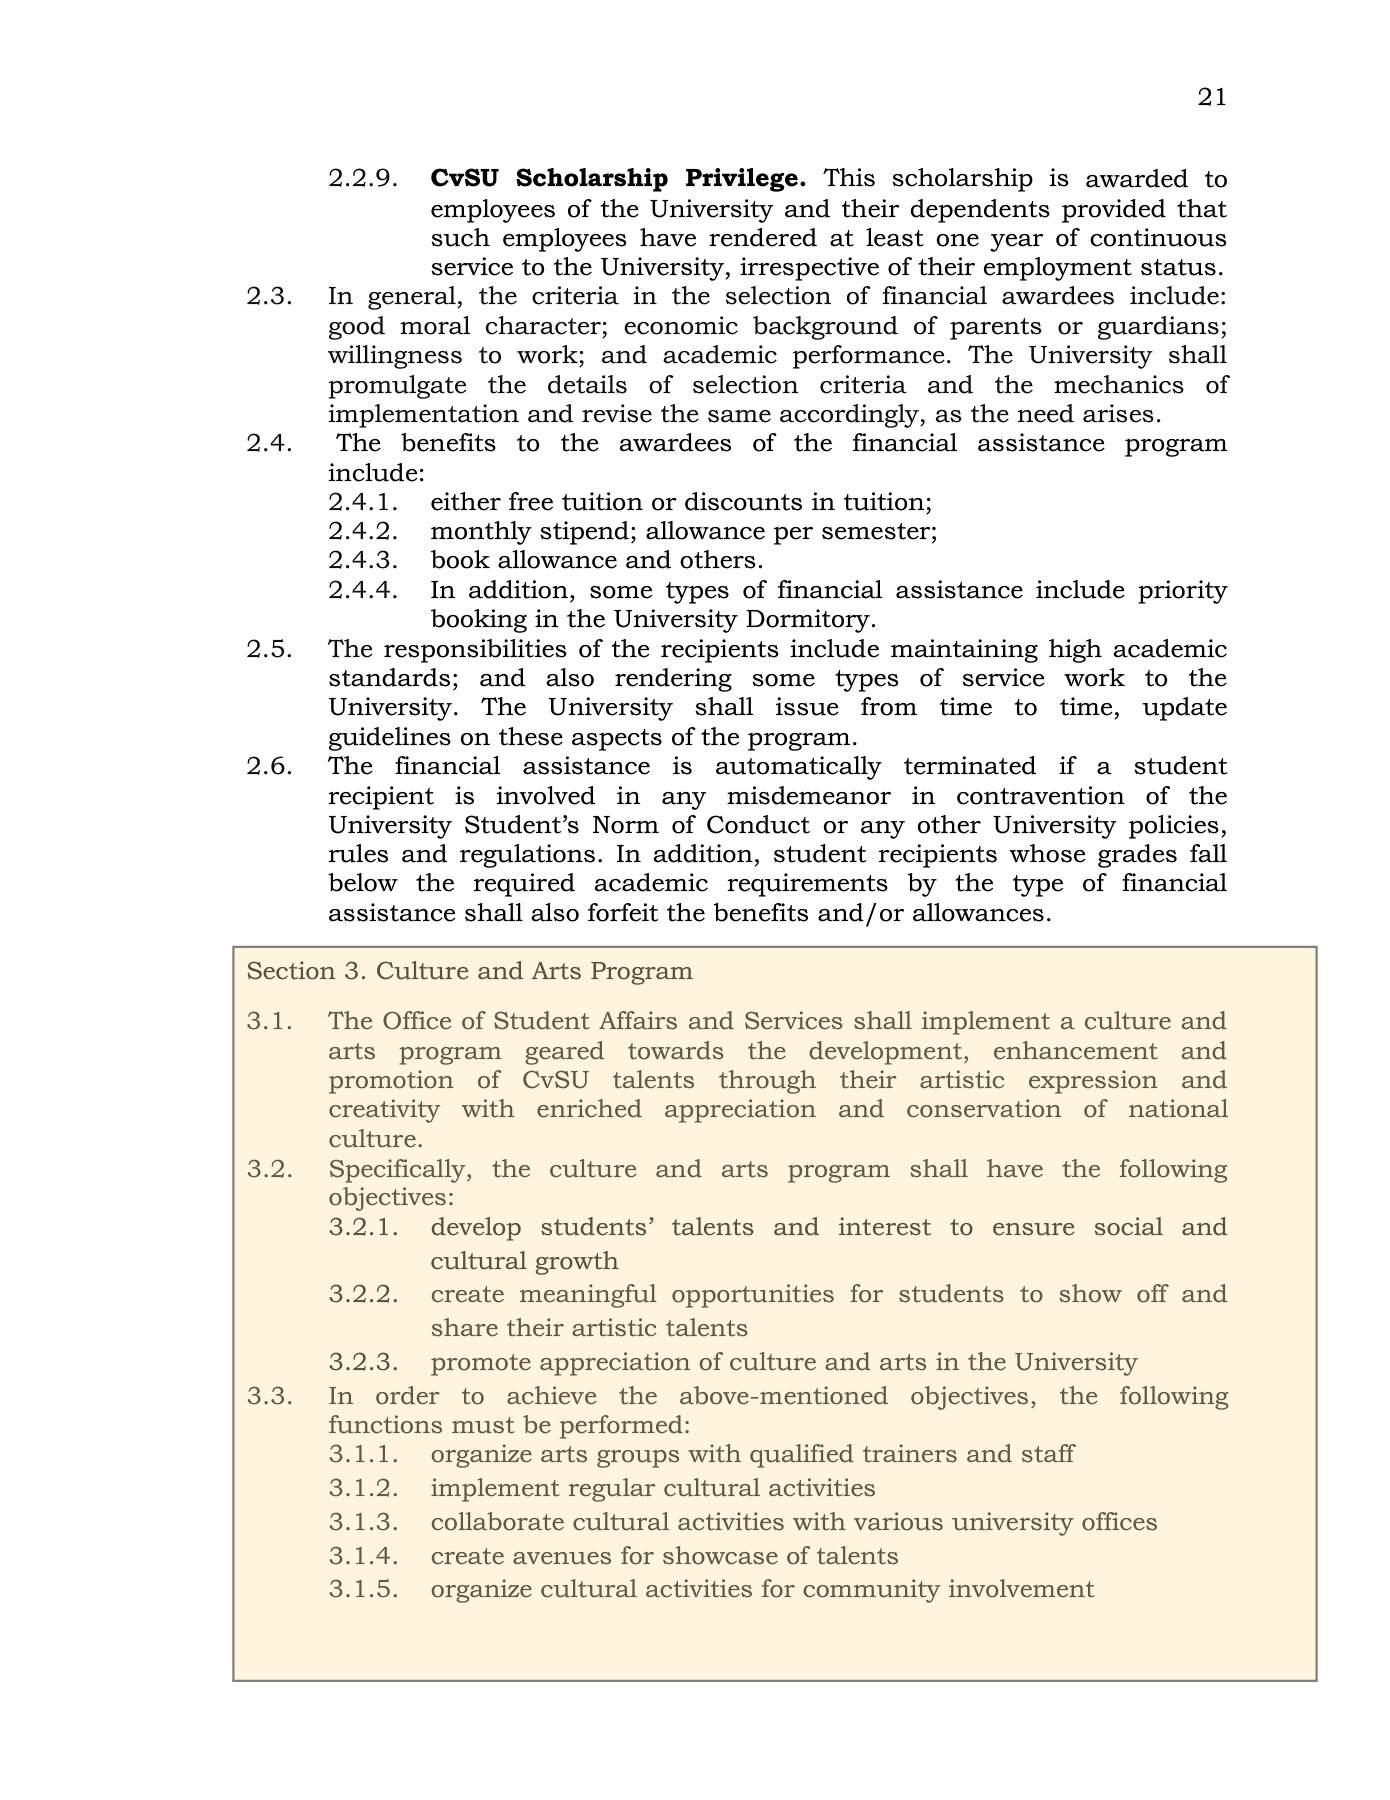 21
2.2.9. CvSU Scholarship Privilege. This scholarship is awarded to
employees of the University and their dependents provided that
such employees have rendered at least one year of continuous
service to the University, irrespective of their employment status.
2.3. In general, the criteria in the selection of financial awardees include:
good moral character; economic background of parents or guardians;
willingness to work; and academic performance. The University shall
promulgate the details of selection criteria and the mechanics of
implementation and revise the same accordingly, as the need arises.
2.4. The benefits to the awardees of the financial assistance program
include:
2.4.1. either free tuition or discounts in tuition;
2.4.2. monthly stipend; allowance per semester;
2.4.3. book allowance and others.
2.4.4. In addition, some types of financial assistance include priority
booking in the University Dormitory.
2.5. The responsibilities of the recipients include maintaining high academic
standards; and also rendering some types of service work to the
University. The University shall issue from time to time, update
guidelines on these aspects of the program.
2.6. The financial assistance is automatically terminated if a student
recipient is involved in any misdemeanor in contravention of the
University Student’s Norm of Conduct or any other University policies,
rules and regulations. In addition, student recipients whose grades fall
below the required academic requirements by the type of financial
assistance shall also forfeit the benefits and/or allowances.
Section 3. Culture and Arts Program
3.1. The Office of Student Affairs and Services shall implement a culture and
arts program geared towards the development, enhancement and
promotion of CvSU talents through their artistic expression and
creativity with enriched appreciation and conservation of national
culture.
3.2. Specifically, the culture and arts program shall have the following
objectives:
3.2.1. develop students’ talents and interest to ensure social and
cultural growth
3.2.2. create meaningful opportunities for students to show off and
share their artistic talents
3.2.3. promote appreciation of culture and arts in the University
3.3. In order to achieve the above-mentioned objectives, the following
functions must be performed:
3.1.1. organize arts groups with qualified trainers and staff
3.1.2. implement regular cultural activities
3.1.3. collaborate cultural activities with various university offices
3.1.4. create avenues for showcase of talents
3.1.5. organize cultural activities for community involvement